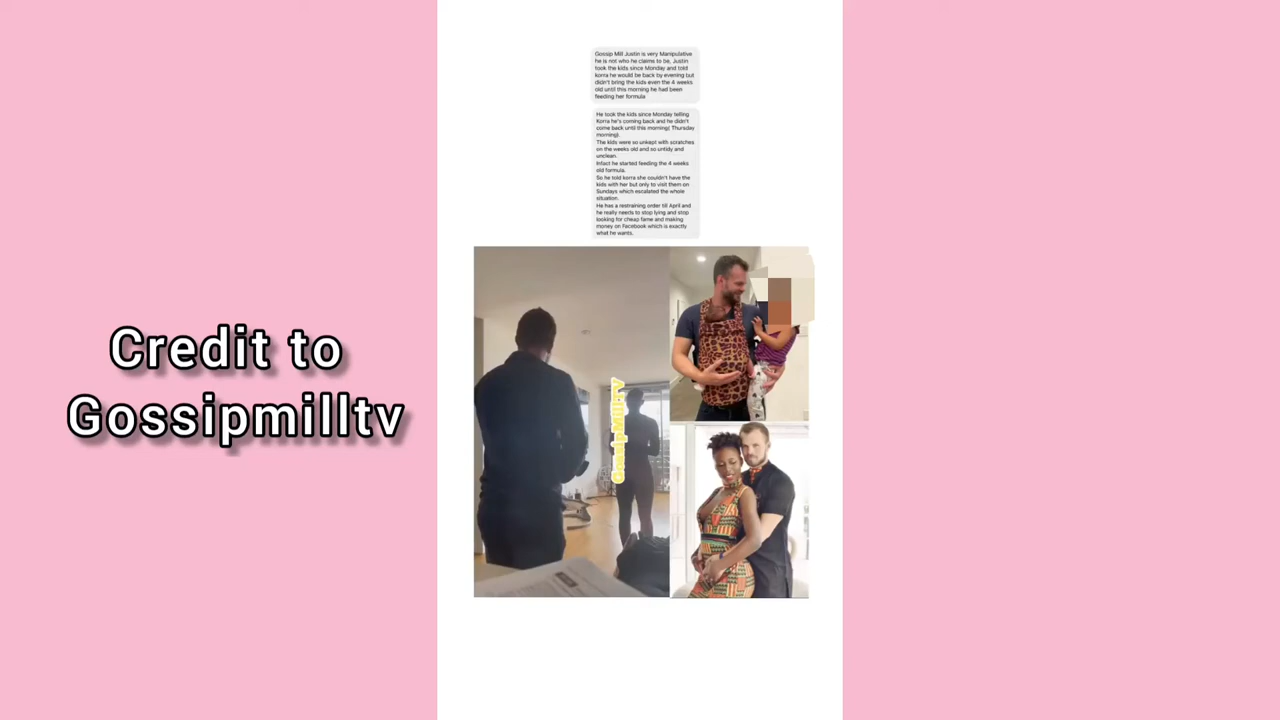 Gossip Mill Justin is very Manipulative
he is not who he claims to be, Justin
took the kids since Monday and told
korra he would be back by evening but
didn't bring the kids even the 4 weeks
old until this morning he had been
feeding her formula
He took the kids since Monday telling
Korra he's coming back and he didn't
come back until this morning( Thursday
morning).
The kids were so unkept with scratches
on the weeks old and so untidy and
unclean.
Infact he started feeding the 4 weeks
old formula.
So he told korra she couldn't have the
kids with her but only to visit them on
Sundays which escalated the whole
situation.
He has a restraining order till April and
he really needs to stop lying and stop
looking for cheap fame and making
money on Facebook which is exactly
what he wants.
Credit to
Gossipmilltv
GossipMillTV